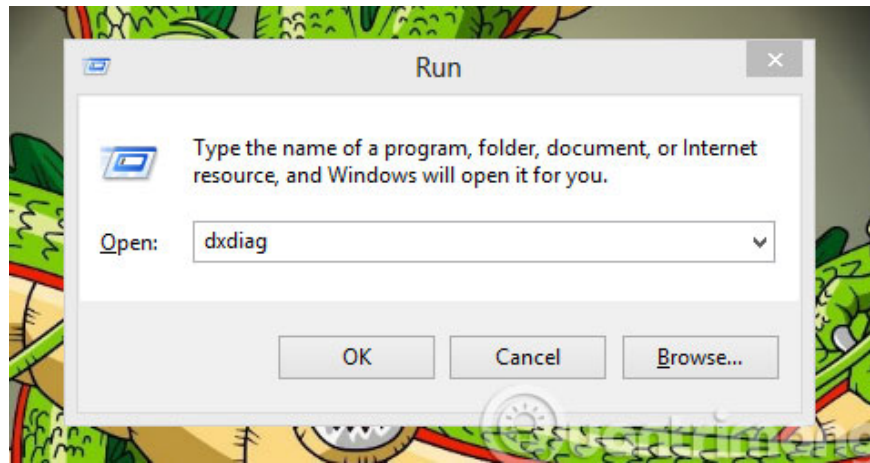 Run
Type the name of a program, folder, document, or Internet
resource, and Windows will open it for you.
Open: dxdiag
OK Cancel Browse...